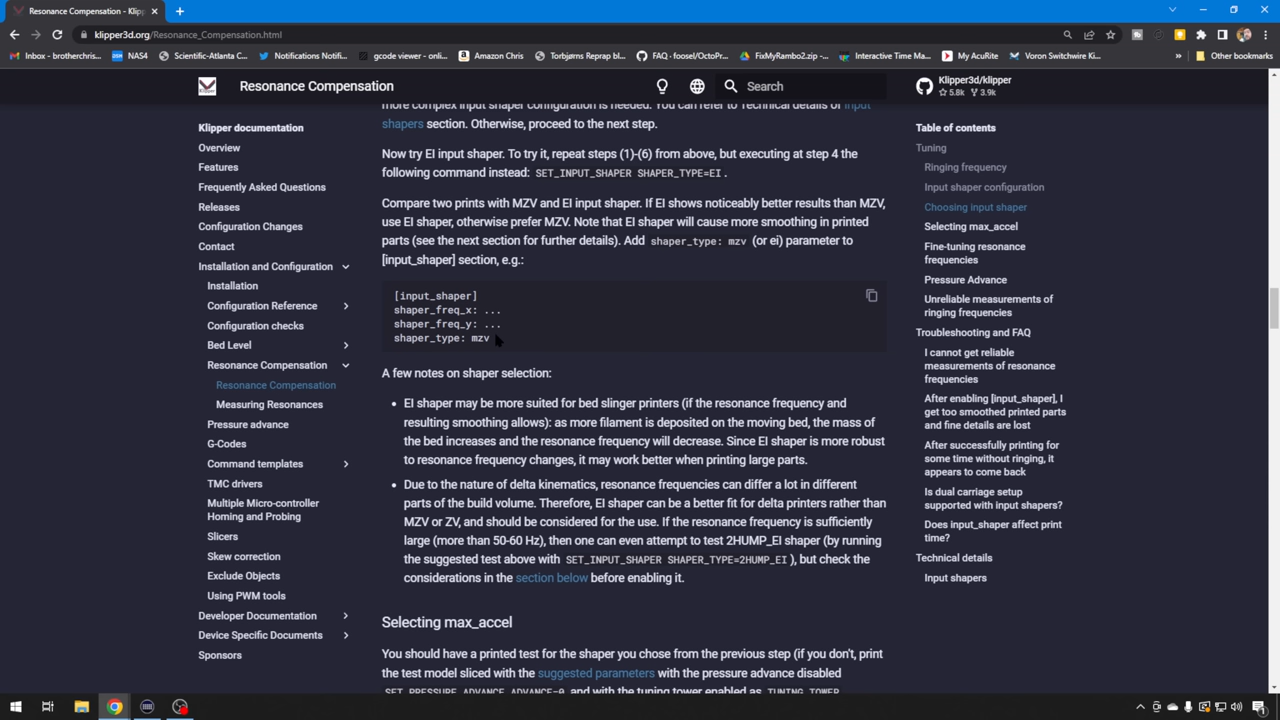 Resonance Compensation - Klip
klipper3d.org/Resonance_Compensation.html
Inbox - brotherchris...
NAS4
Scientific-Atlanta C...
Notifications Notifi...
gcode viewer - onlin...
Amazon Chris
Torbjørns Reprap bl...
FAQ · foosel/OctoPr...
FixMyRambo2.zip -...
Interactive Time Ma...
My AcuRite
Voron Switchwire Ki...
»
Other bookmarks
Resonance Compensation
Search
Klipper3d/klipper
5.8k 3.9k
Klipper documentation
Overview
Features
Frequently Asked Questions
Releases
Configuration Changes
Contact
Installation and Configuration
Installation
Configuration Reference
Configuration checks
Bed Level
Resonance Compensation
Resonance Compensation
Measuring Resonances
Pressure advance
G-Codes
Command templates
TMC drivers
Multiple Micro-controller
Homing and Probing
Slicers
Skew correction
Exclude Objects
Using PWM tools
Developer Documentation
Device Specific Documents
Sponsors
more complex input shaper configuration is needed. You can refer to Technical details of input
shapers section. Otherwise, proceed to the next step.
Now try EI input shaper. To try it, repeat steps (1)-(6) from above, but executing at step 4 the
following command instead: SET_INPUT_SHAPER SHAPER_TYPE=EI .
Compare two prints with MZV and EI input shaper. If EI shows noticeably better results than MZV,
use EI shaper, otherwise prefer MZV. Note that EI shaper will cause more smoothing in printed
parts (see the next section for further details). Add shaper_type: mzv (or ei) parameter to
[input_shaper] section, e.g.:
[input_shaper]
shaper_freq_x: ...
shaper_freq_y: ...
shaper_type: mzv
A few notes on shaper selection:
• EI shaper may be more suited for bed slinger printers (if the resonance frequency and
resulting smoothing allows): as more filament is deposited on the moving bed, the mass of
the bed increases and the resonance frequency will decrease. Since EI shaper is more robust
to resonance frequency changes, it may work better when printing large parts.
• Due to the nature of delta kinematics, resonance frequencies can differ a lot in different
parts of the build volume. Therefore, EI shaper can be a better fit for delta printers rather than
MZV or ZV, and should be considered for the use. If the resonance frequency is sufficiently
large (more than 50-60 Hz), then one can even attempt to test 2HUMP_EI shaper (by running
the suggested test above with SET_INPUT_SHAPER SHAPER_TYPE=2HUMP_EI ), but check the
considerations in the section below before enabling it.
Selecting max_accel
You should have a printed test for the shaper you chose from the previous step (if you don't, print
the test model sliced with the suggested parameters with the pressure advance disabled
SET_PRESSURE_ADVANCE ADVANCE=0 and with the tuning tower enabled as TUNING_TOWER
Table of contents
Tuning
Ringing frequency
Input shaper configuration
Choosing input shaper
Selecting max_accel
Fine-tuning resonance
frequencies
Pressure Advance
Unreliable measurements of
ringing frequencies
Troubleshooting and FAQ
I cannot get reliable
measurements of resonance
frequencies
After enabling [input_shaper], I
get too smoothed printed parts
and fine details are lost
After successfully printing for
some time without ringing, it
appears to come back
Is dual carriage setup
supported with input shapers?
Does input_shaper affect print
time?
Technical details
Input shapers